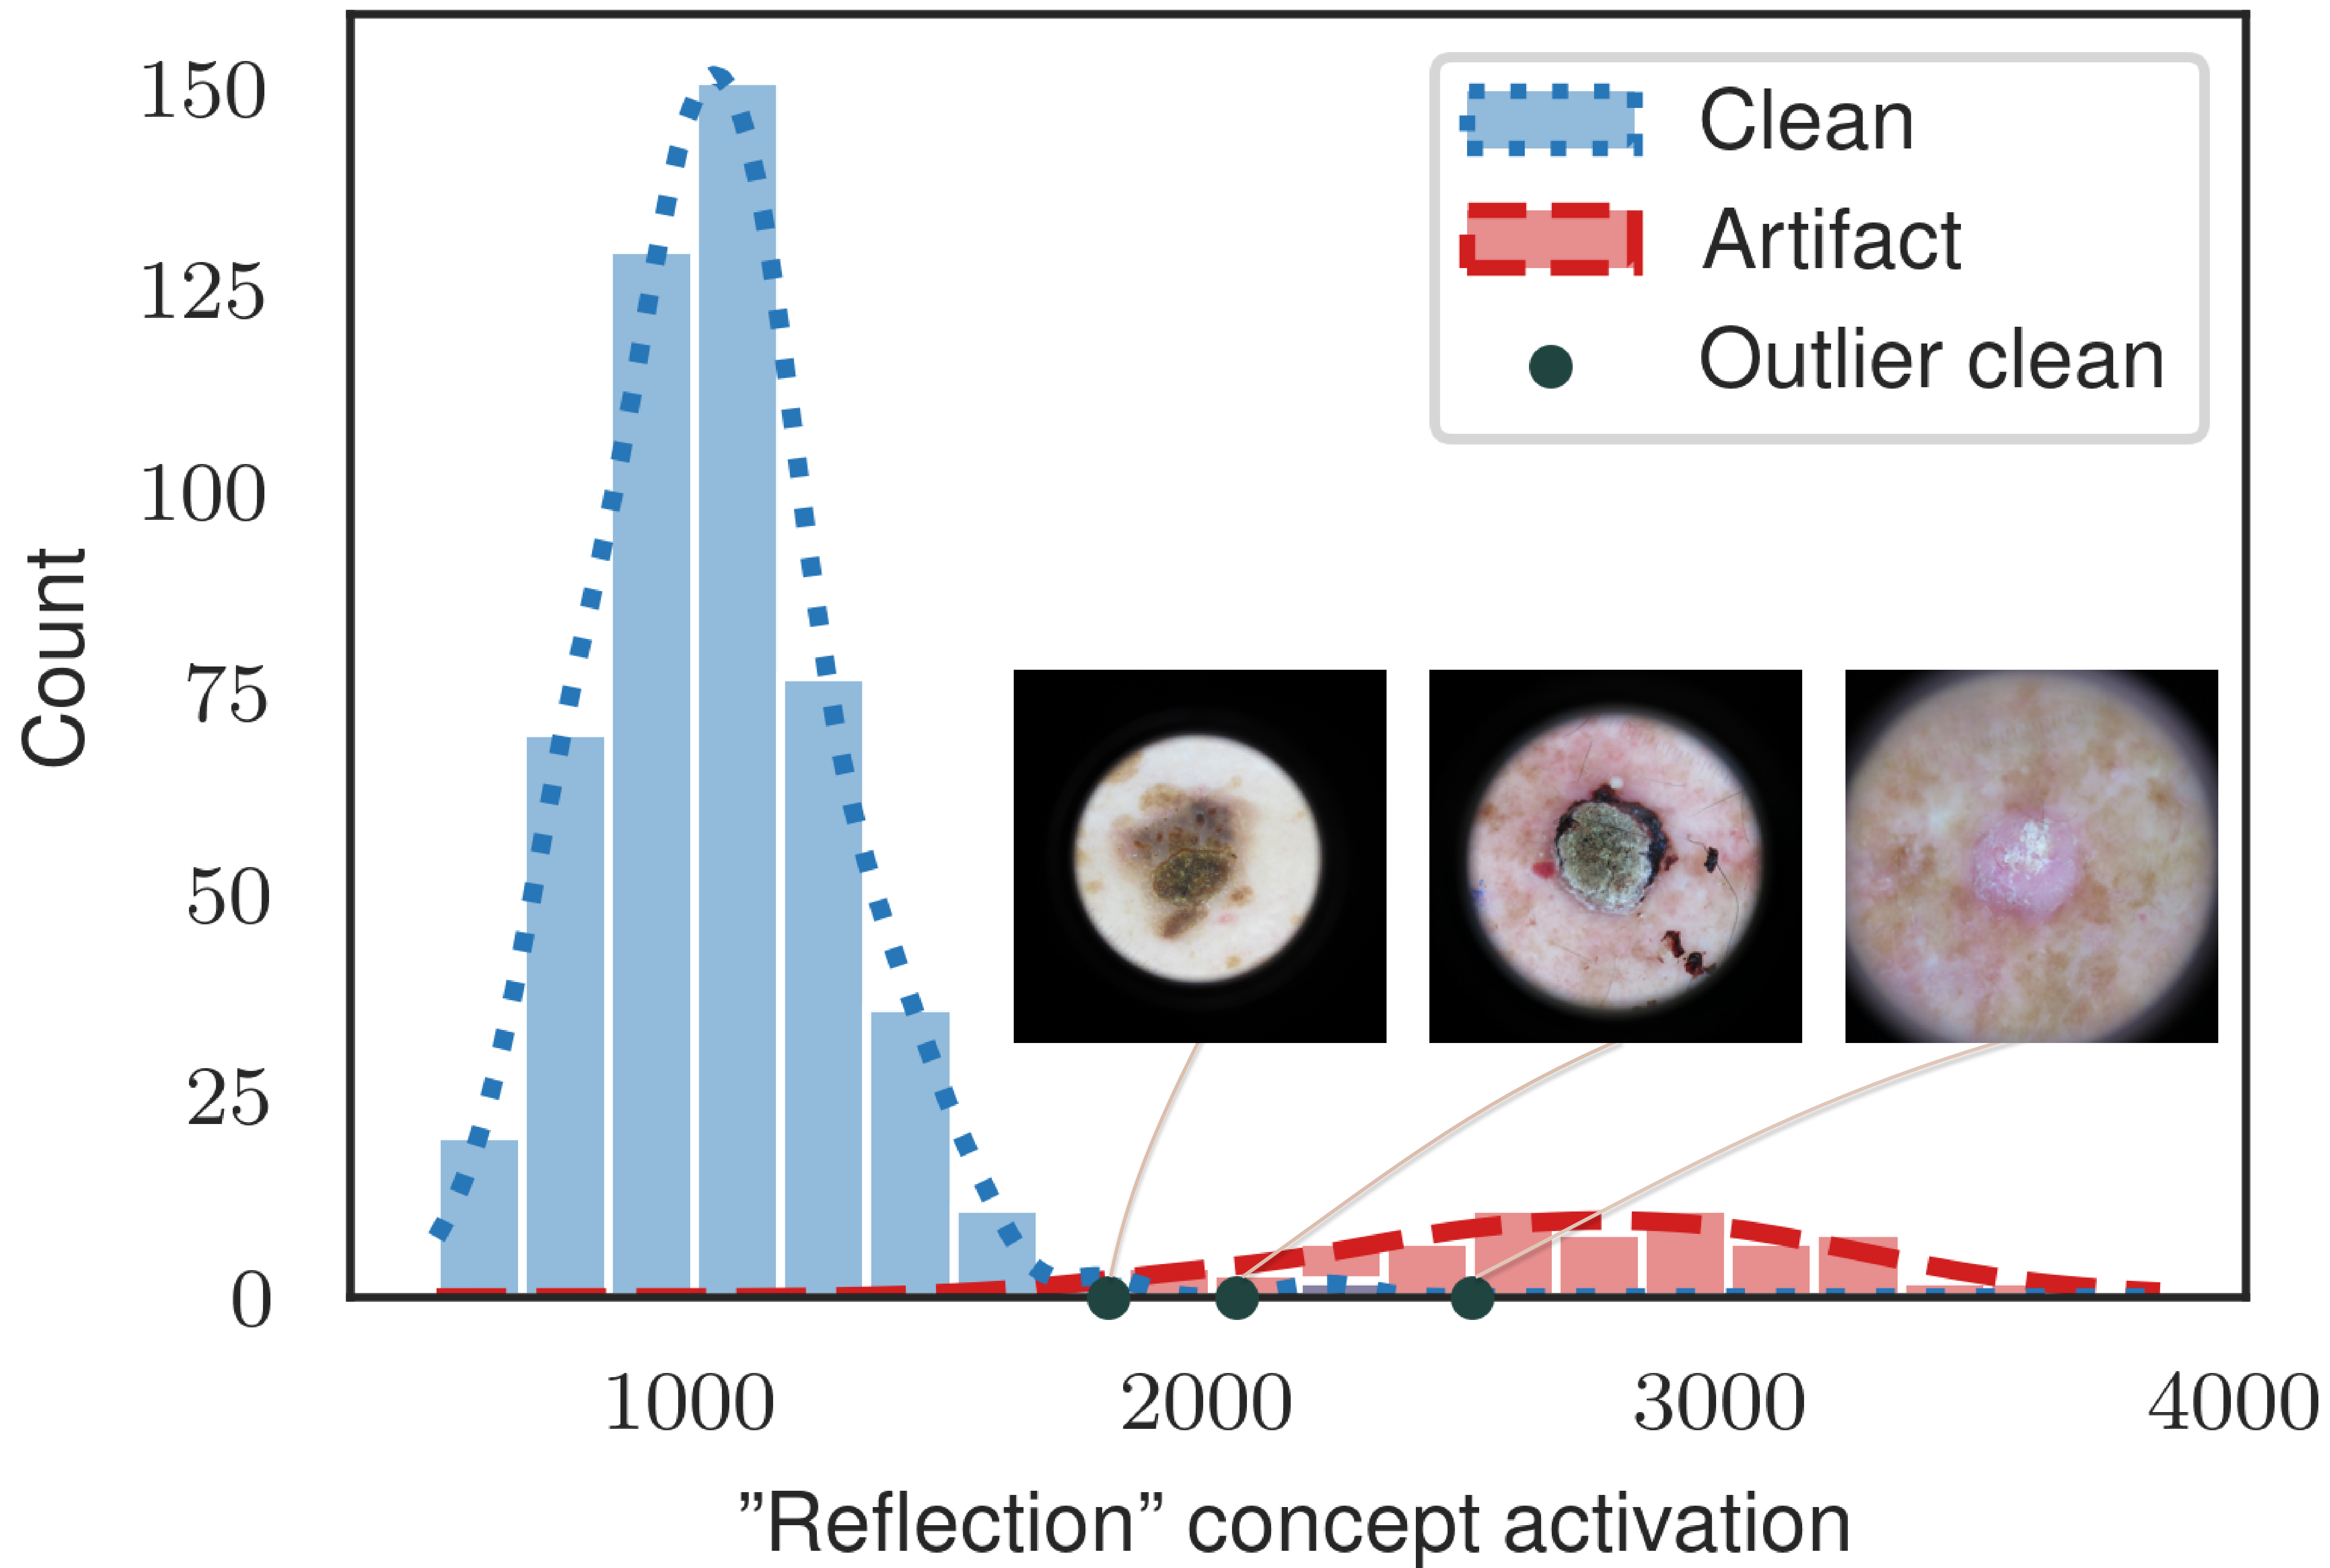 150
125
100
75
50
25
0
Count
Clean
Artifact
Outlier clean
1000 2000 3000 4000
”Reflection” concept activation